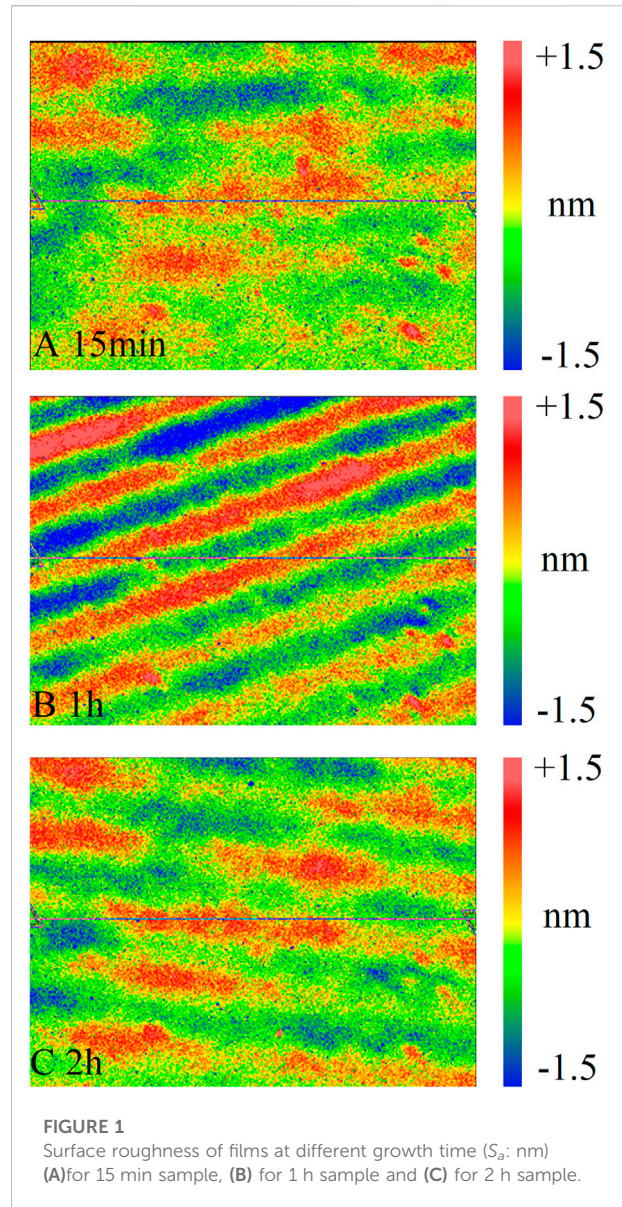 +1.5
nm
-1.5
A 15min
+1.5
nm
-1.5
B 1h
+1.5
nm
-1.5
C 2h
FIGURE 1
Surface roughness of films at different growth time (Sa: nm)
(A)for 15 min sample, (B) for 1 h sample and (C) for 2 h sample.